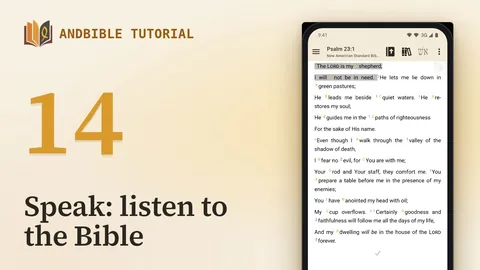 ANDBIBLE TUTORIAL
14
Speak: listen to
the Bible
9:41
3G
Psalm 23:1
New American Standard Bib...
The LORD is my shepherd,
I will not be in need. He lets me lie down in
green pastures;
He leads me beside quiet waters. He re-
stores my soul;
He guides me in the paths of righteousness
For the sake of His name.
Even though I walk through the valley of the
shadow of death,
I fear no evil, for You are with me;
Your rod and Your staff, they comfort me. You
prepare a table before me in the presence of my
enemies;
You have anointed my head with oil;
My cup overflows. Certainly goodness and
faithfulness will follow me all the days of my life,
And my dwelling will be in the house of the LORD
forever.